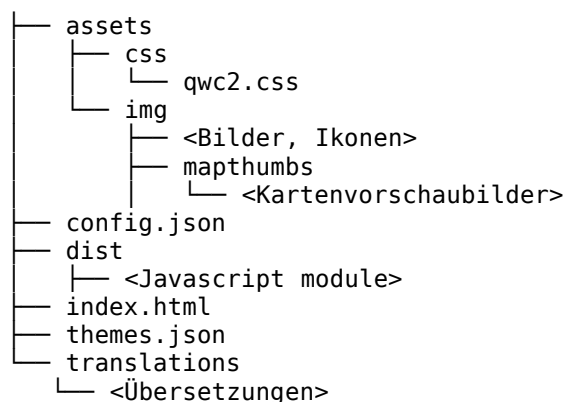 ├── assets
│   ├── css
│   │   └── qwc2.css
│   └── img
│       ├── <Bilder, Ikonen>
│       ├── mapthumbs
│       │   └── <Kartenvorschaubilder>
├── config.json
├── dist
│   ├── <Javascript module>
├── index.html
├── themes.json
└── translations
   └── <Übersetzungen>